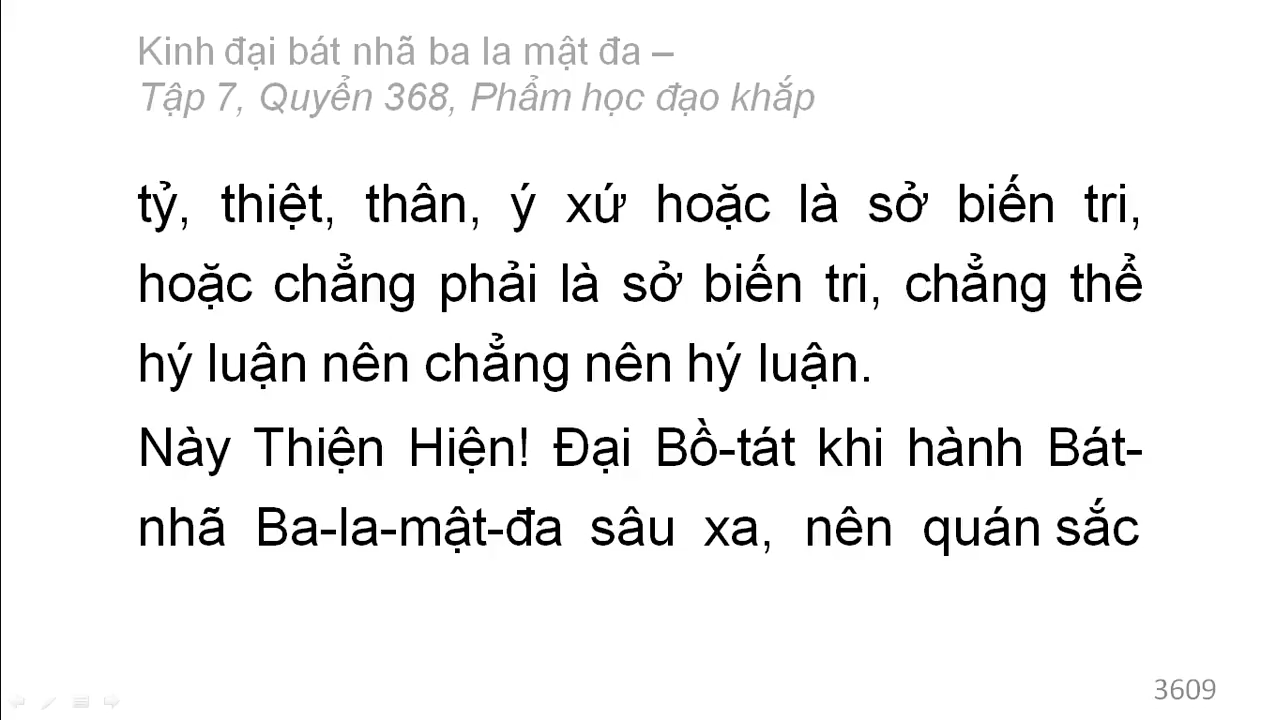 Kinh đại bát nhã ba la mật đa –
Tập 7, Quyển 368, Phẩm học đạo khắp
tỷ, thiệt, thân, ý xứ hoặc là sở biến tri,
hoặc chẳng phải là sở biến tri, chẳng thể
hý luận nên chẳng nên hý luận.
Này Thiện Hiện! Đại Bồ-tát khi hành Bát-
nhã Ba-la-mật-đa sâu xa, nên quán sắc
3609